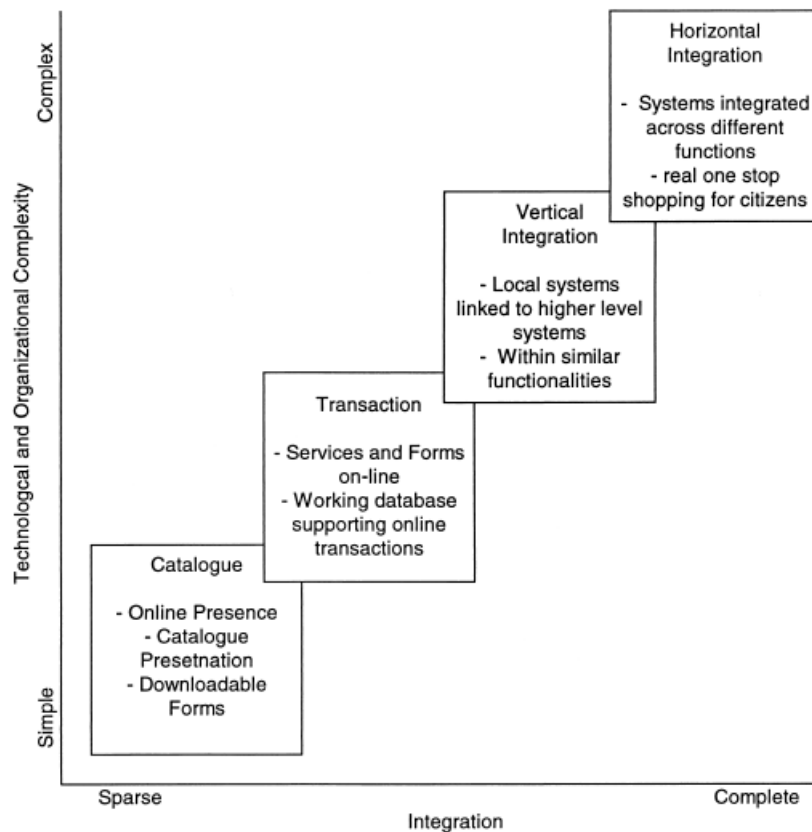 Technologcal and Organizational Complexity
Complex
Simple
Horizontal
Integration
- Systems integrated
across different
functions
- real one stop
shopping for citizens
Vertical
Integration
- Local systems
linked to higher level
systems
- Within similar
functionalities
Transaction
- Services and Forms
on-line
- Working database
supporting online
transactions
Catalogue
- Online Presence
- Catalogue
Presetnation
- Downloadable
Forms
Sparse
Complete
Integration